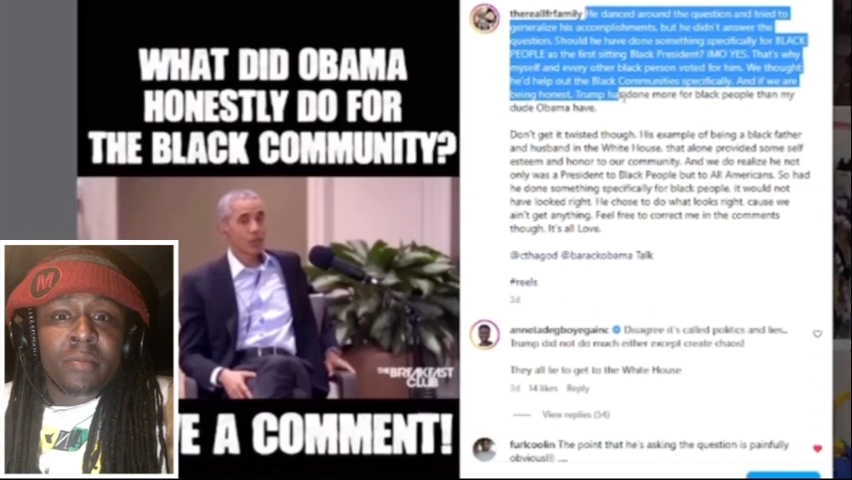 WHAT DID OBAMA
HONESTLY DO FOR
THE BLACK COMMUNITY?
THE BREAKFAST
CLUB
E A COMMENT!
M
thereallfrfamily He danced around the question and tried to
generalize his accomplishments, but he didn't answer the
question. Should he have done something specifically for BLACK
PEOPLE as the first sitting Black President? IMO YES. That's why
myself and every other black person voted for him. We thought
he'd help out the Black Communities specifically. And if we are
being honest, Trump has done more for black people than my
dude Obama have.
Don't get it twisted though. His example of being a black father
and husband in the White House, that alone provided some self
esteem and honor to our community. And we do realize he not
only was a President to Black People but to All Americans. So had
he done something specifically for black people, it would not
have looked right. He chose to do what looks right, cause we
ain't get anything. Feel free to correct me in the comments
though. It's all Love.
@cthagod @barackobama Talk
#reels
3d
annetadegboyegainc Disagree it's called politics and lies..
Trump did not do much either except create chaos!
They all lie to get to the White House
3d 14 likes Reply
View replies (54)
furlcoolin The point that he's asking the question is painfully
obvious!!! ....